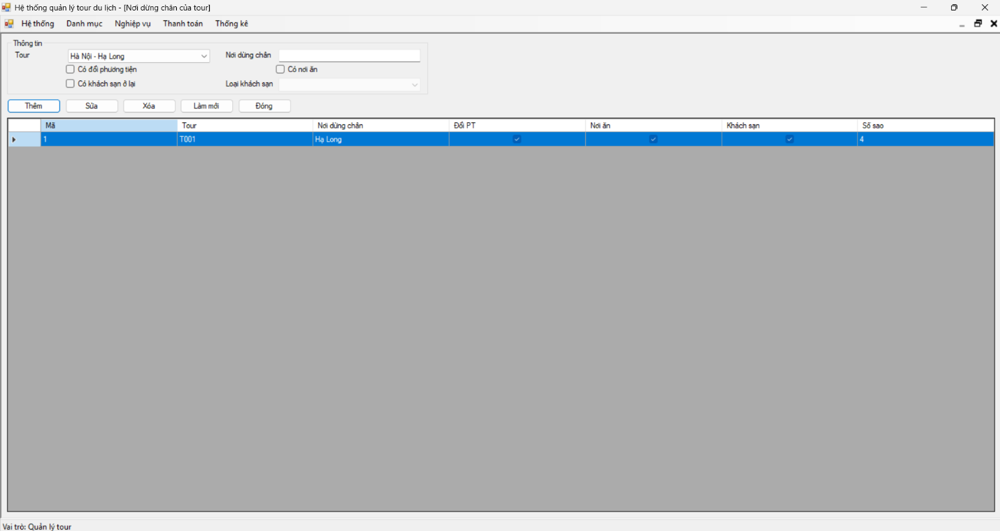 Hệ thống quản lý tour du lịch - [Nơi dừng chân của tour]
Hệ thống Danh mục Nghiệp vụ Thanh toán Thống kê
Thông tin
Tour Hà Nội - Hạ Long Nơi dừng chân
Có đổi phương tiện Có nơi ăn
Có khách sạn ở lại Loại khách sạn
Thêm Sửa Xóa Làm mới Đóng
Mã Tour Nơi dừng chân Đổi PT Nơi ăn Khách sạn Số sao
1 T001 Hạ Long 4
Vai trò: Quản lý tour